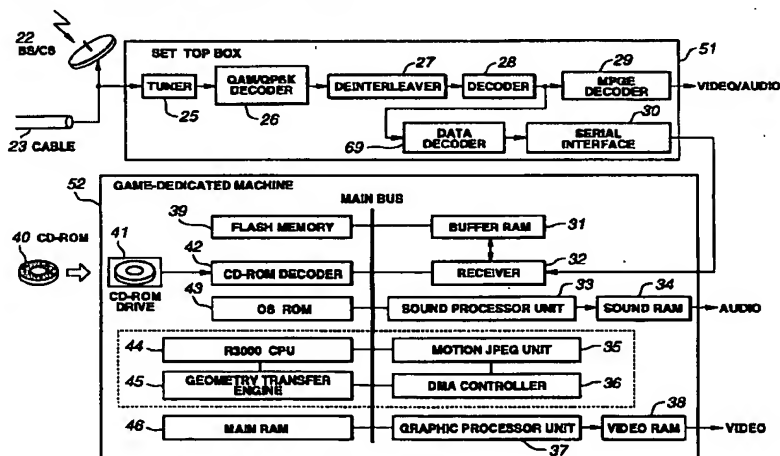 22
BS/CS
23 CABLE
SET TOP BOX
51
TUNER
25
QAM/QPSK
DECODER
26
27
DEINTERLEAVER
28
DECODER
29
MPGE
DECODER
VIDEO/AUDIO
69
DATA
DECODER
30
SERIAL
INTERFACE
52
GAME-DEDICATED MACHINE
MAIN BUS
39
FLASH MEMORY
BUFFER RAM
31
40 CD-ROM
41
CD-ROM
DRIVE
42
CD-ROM DECODER
RECEIVER
32
43
OS ROM
33
SOUND PROCESSOR UNIT
34
SOUND RAM
AUDIO
44
R3000 CPU
MOTION JPEG UNIT
35
45
GEOMETRY TRANSFER
ENGINE
DMA CONTROLLER
36
46
MAIN RAM
GRAPHIC PROCESSOR UNIT
37
38
VIDEO RAM
VIDEO